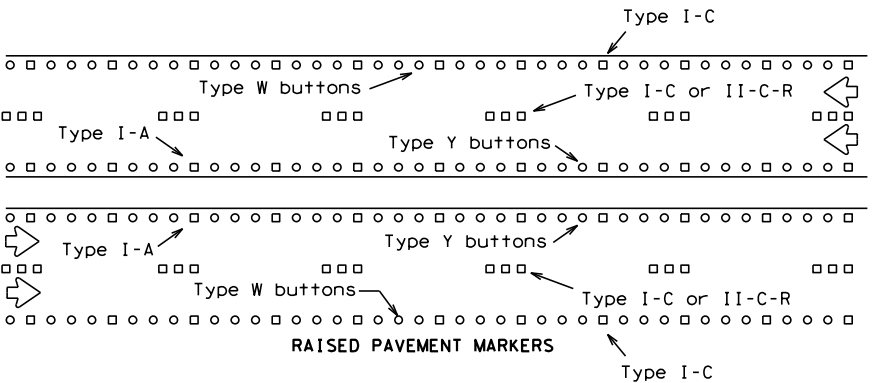 Type I-C
Type W buttons
Type I-C or II-C-R
Type I-A
Type Y buttons
Type I-A
Type Y buttons
Type W buttons
Type I-C or II-C-R
RAISED PAVEMENT MARKERS
Type I-C